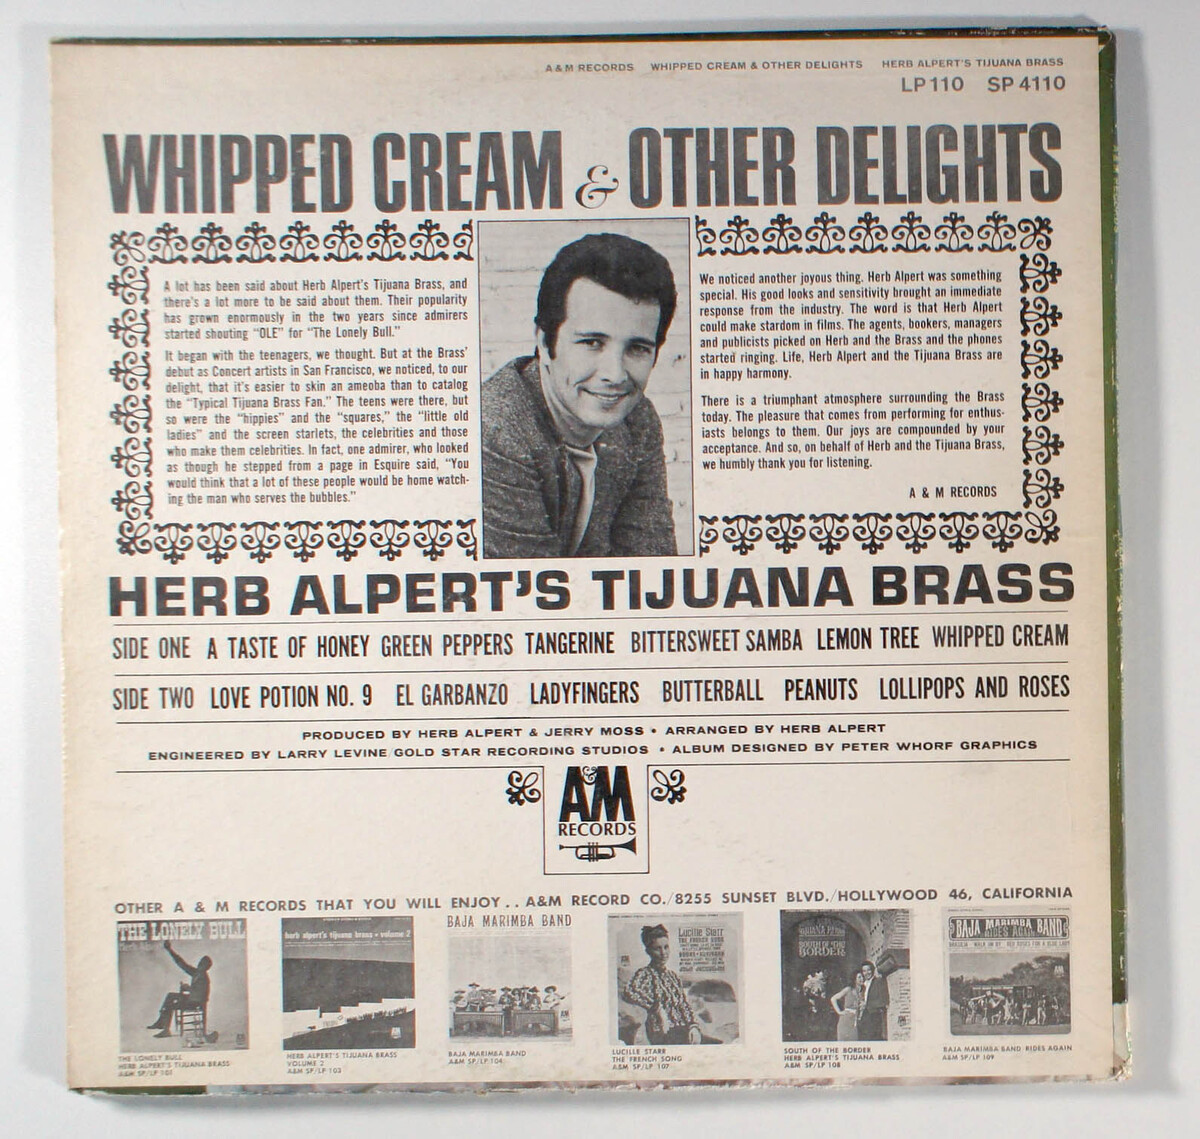 A & M RECORDS WHIPPED CREAM & OTHER DELIGHTS HERB ALPERT'S TIJUANA BRASS
LP 110 SP 4110
WHIPPED CREAM & OTHER DELIGHTS
A lot has been said about Herb Alpert's Tijuana Brass, and
there's a lot more to be said about them. Their popularity
has grown enormously in the two years since admirers
started shouting "OLE" for "The Lonely Bull."
It began with the teenagers, we thought. But at the Brass'
debut as Concert artists in San Francisco, we noticed, to our
delight, that it's easier to skin an ameoba than to catalog
the "Typical Tijuana Brass Fan." The teens were there, but
so were the "hippies" and the "squares," the "little old
ladies" and the screen starlets, the celebrities and those
who make them celebrities. In fact, one admirer, who looked
as though he stepped from a page in Esquire said, "You
would think that a lot of these people would be home watch-
ing the man who serves the bubbles."
We noticed another joyous thing. Herb Alpert was something
special. His good looks and sensitivity brought an immediate
response from the industry. The word is that Herb Alpert
could make stardom in films. The agents, bookers, managers
and publicists picked on Herb and the Brass and the phones
started ringing. Life, Herb Alpert and the Tijuana Brass are
in happy harmony.
There is a triumphant atmosphere surrounding the Brass
today. The pleasure that comes from performing for enthus-
iasts belongs to them. Our joys are compounded by your
acceptance. And so, on behalf of Herb and the Tijuana Brass,
we humbly thank you for listening.
A & M RECORDS
HERB ALPERT'S TIJUANA BRASS
SIDE ONE A TASTE OF HONEY GREEN PEPPERS TANGERINE BITTERSWEET SAMBA LEMON TREE WHIPPED CREAM
SIDE TWO LOVE POTION NO. 9 EL GARBANZO LADYFINGERS BUTTERBALL PEANUTS LOLLIPOPS AND ROSES
PRODUCED BY HERB ALPERT & JERRY MOSS • ARRANGED BY HERB ALPERT
ENGINEERED BY LARRY LEVINE/GOLD STAR RECORDING STUDIOS • ALBUM DESIGNED BY PETER WHORF GRAPHICS
A&M
RECORDS
OTHER A & M RECORDS THAT YOU WILL ENJOY . . A&M RECORD CO./8255 SUNSET BLVD./HOLLYWOOD 46, CALIFORNIA
THE LONELY BULL
THE LONELY BULL
HERB ALPERT'S TIJUANA BRASS
A&M SP/LP 101
herb alpert's tijuana brass • volume 2
HERB ALPERT'S TIJUANA BRASS
VOLUME 2
A&M SP/LP 103
BAJA MARIMBA BAND
BAJA MARIMBA BAND
A&M SP/LP 104
Lucille Starr
THE FRENCH SONG
LUCILLE STARR
THE FRENCH SONG
A&M SP/LP 107
SOUTH OF THE
BORDER
SOUTH OF THE BORDER
HERB ALPERT'S TIJUANA BRASS
A&M SP/LP 108
BAJA MARIMBA BAND
RIDES AGAIN
BAJA MARIMBA BAND RIDES AGAIN
A&M SP/LP 109